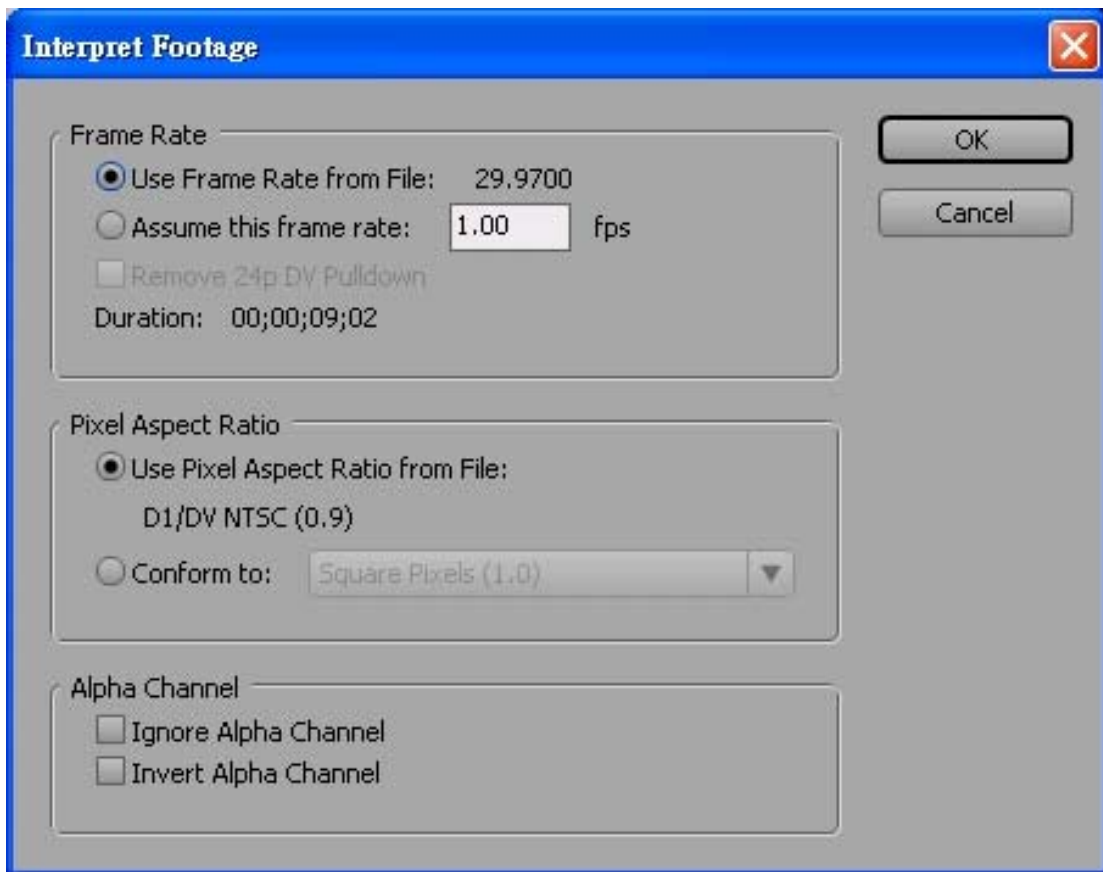 Interpret Footage
Frame Rate
Use Frame Rate from File: 29.9700
Assume this frame rate: 1.00 fps
Remove 24p DV Pulldown
Duration: 00;00;09;02
OK
Cancel
Pixel Aspect Ratio
Use Pixel Aspect Ratio from File:
D1/DV NTSC (0.9)
Conform to: Square Pixels (1.0)
Alpha Channel
Ignore Alpha Channel
Invert Alpha Channel